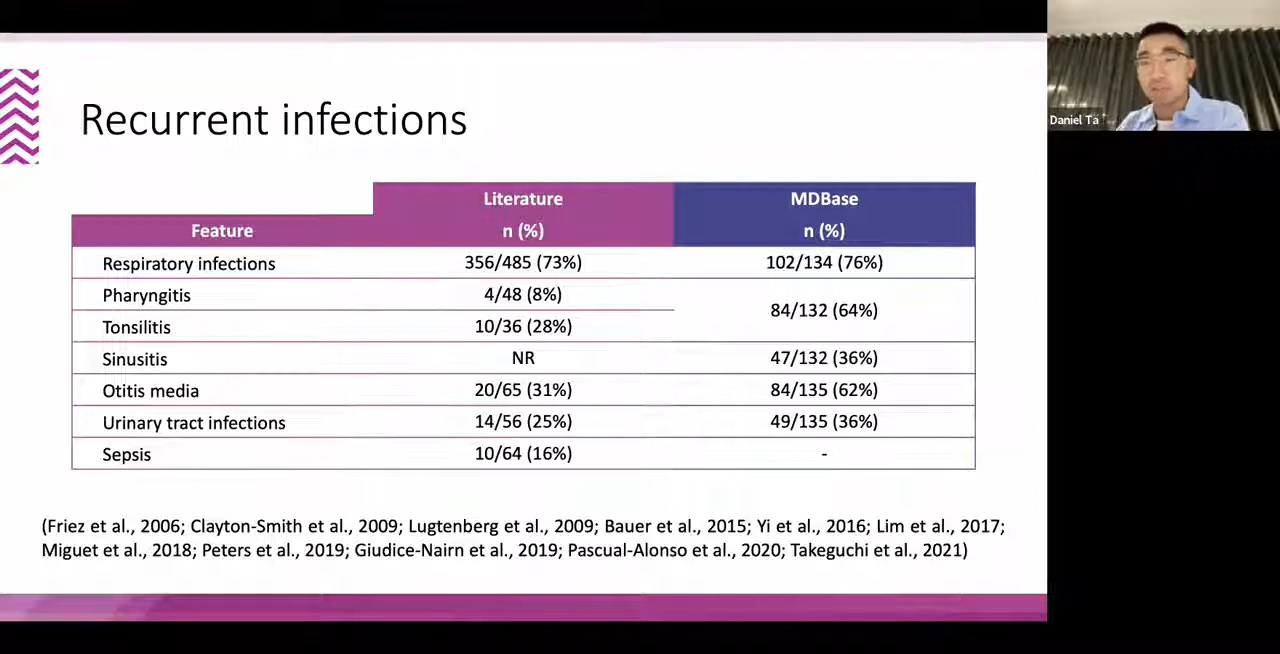 Recurrent infections
Literature MDBase
Feature n (%) n (%)
Respiratory infections 356/485 (73%) 102/134 (76%)
Pharyngitis 4/48 (8%)
84/132 (64%)
Tonsilitis 10/36 (28%)
Sinusitis NR 47/132 (36%)
Otitis media 20/65 (31%) 84/135 (62%)
Urinary tract infections 14/56 (25%) 49/135 (36%)
Sepsis 10/64 (16%) -
(Friez et al., 2006; Clayton-Smith et al., 2009; Lugtenberg et al., 2009; Bauer et al., 2015; Yi et al., 2016; Lim et al., 2017;
Miguet et al., 2018; Peters et al., 2019; Giudice-Nairn et al., 2019; Pascual-Alonso et al., 2020; Takeguchi et al., 2021)
Daniel Ta